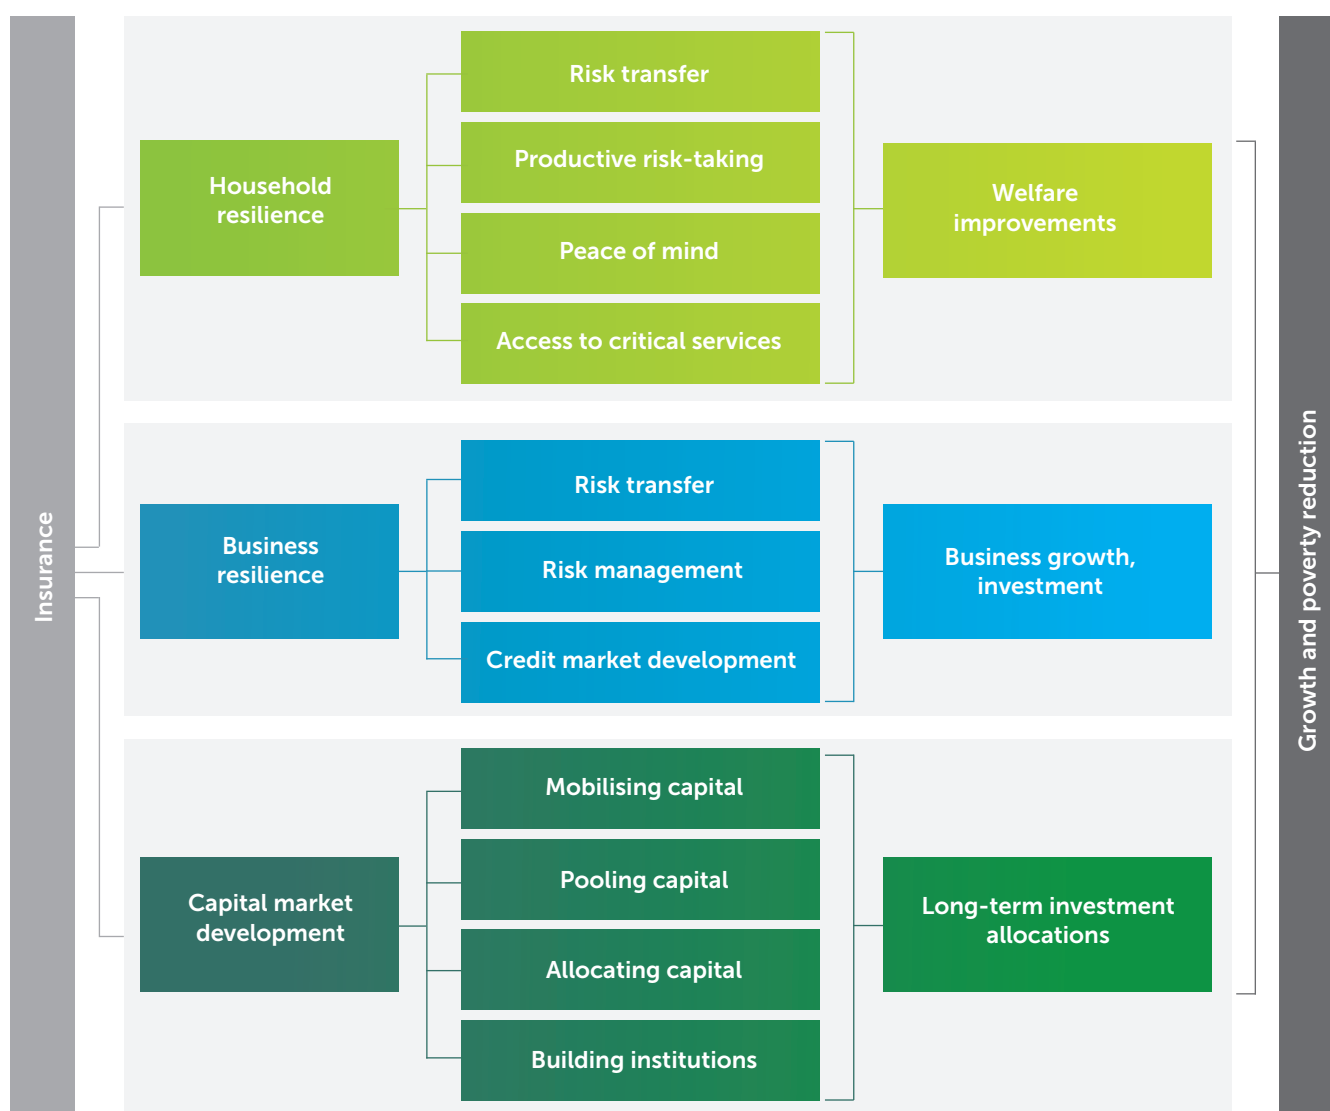 Insurance
Household
resilience
Risk transfer
Productive risk-taking
Peace of mind
Access to critical services
Welfare
improvements
Business
resilience
Risk transfer
Risk management
Credit market development
Business growth,
investment
Capital market
development
Mobilising capital
Pooling capital
Allocating capital
Building institutions
Long-term investment
allocations
Growth and poverty reduction